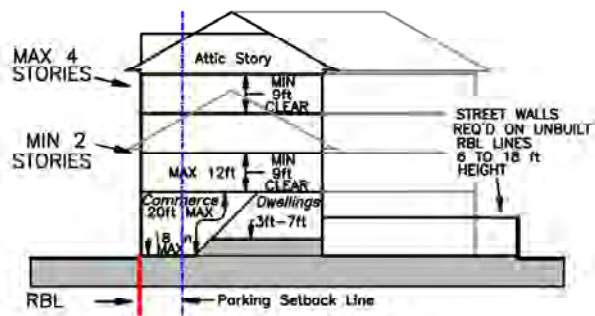 Attic Story
MAX 4
STORIES
MIN
9ft
CLEAR
STREET WALLS
REQ'D ON UNBUILT
RBL LINES
6 TO 18 ft
HEIGHT
MIN 2
STORIES
MAX 12ft
MIN
9ft
CLEAR
Commerce
20ft MAX
Dwellings
3ft-7ft
MAX
RBL
Parking Setback Line